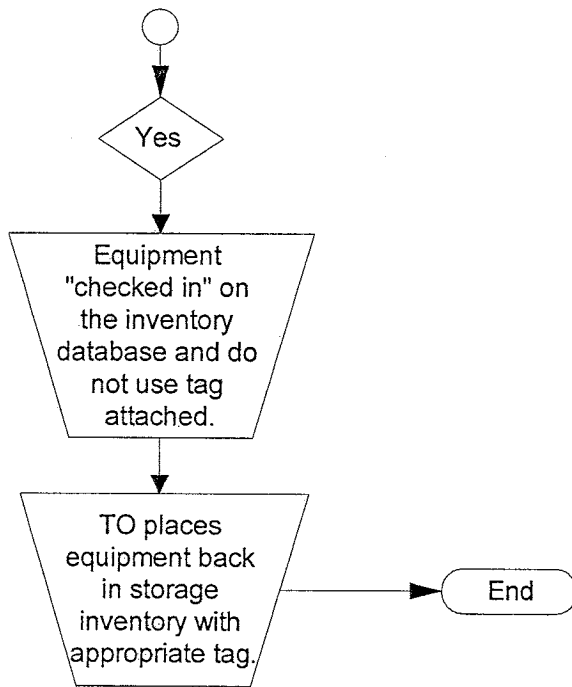 Yes
Equipment
"checked in" on
the inventory
database and do
not use tag
attached.
TO places
equipment back
in storage
inventory with
appropriate tag.
End